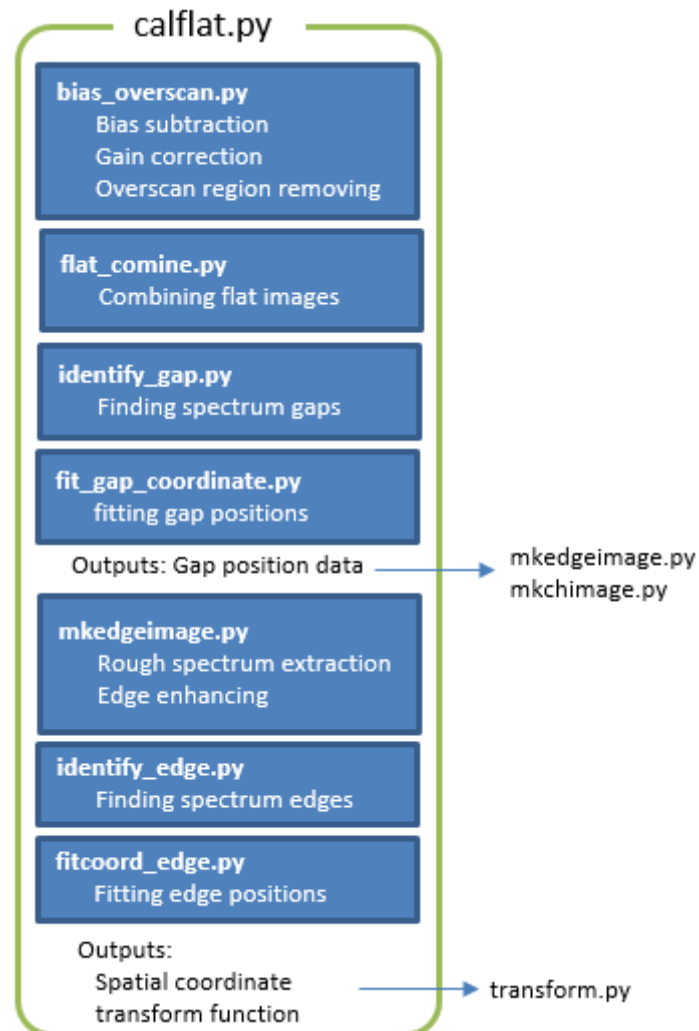 calflat.py
bias_overscan.py
Bias subtraction
Gain correction
Overscan region removing
flat_comine.py
Combining flat images
identify_gap.py
Finding spectrum gaps
fit_gap_coordinate.py
fitting gap positions
Outputs: Gap position data
mkedgeimage.py
mkchimage.py
mkedgeimage.py
Rough spectrum extraction
Edge enhancing
identify_edge.py
Finding spectrum edges
fitcoord_edge.py
Fitting edge positions
Outputs:
Spatial coordinate
transform function
transform.py